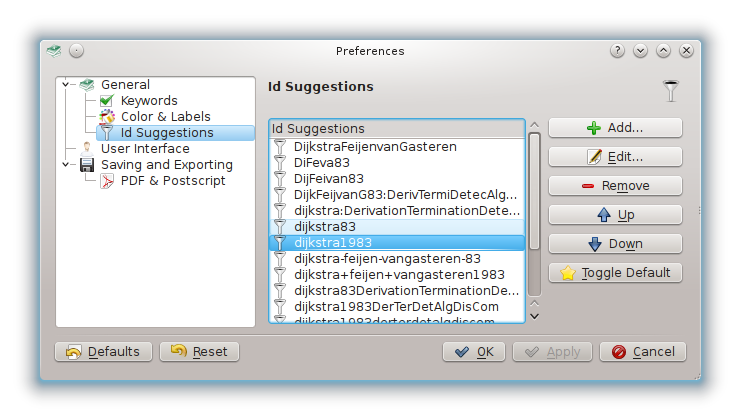 Preferences
General
Keywords
Color & Labels
Id Suggestions
User Interface
Saving and Exporting
PDF & Postscript
Id Suggestions
Id Suggestions
DijkstraFeijenvanGasteren
DiFeva83
DijFeivan83
DijkFeijvanG83:DerivTermiDetecAlg...
dijkstra:DerivationTerminationDete...
dijkstra83
dijkstra1983
dijkstra-feijen-vangasteren-83
dijkstra+feijen+vangasteren1983
dijkstra83DerivationTerminationDe...
dijkstra1983DerTerDetAlgDisCom
dijkstra1983derterdetalgdiscom
Add...
Edit...
Remove
Up
Down
Toggle Default
Defaults
Reset
OK
Apply
Cancel